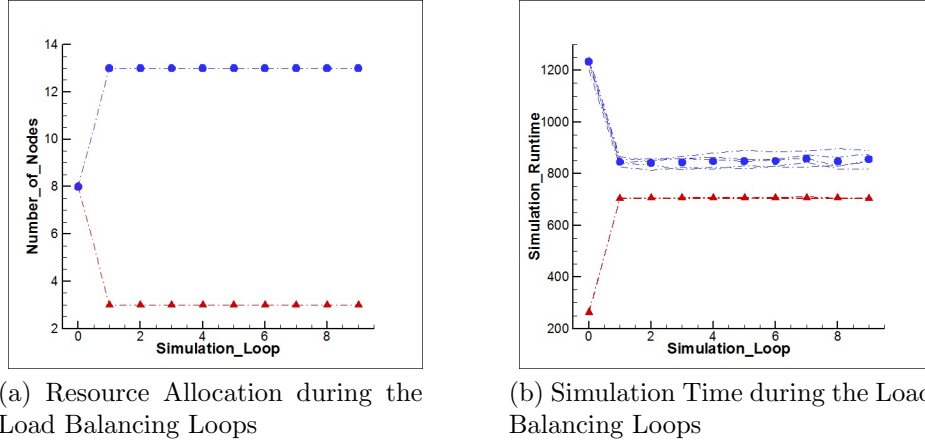 14
12
10
8
6
4
2
Number_of_Nodes
0 2 4 6 8
Simulation_Loop
1200
1000
800
600
400
200
Simulation_Runtime
0 2 4 6 8
Simulation_Loop
(a) Resource Allocation during the
Load Balancing Loops
(b) Simulation Time during the Load
Balancing Loops